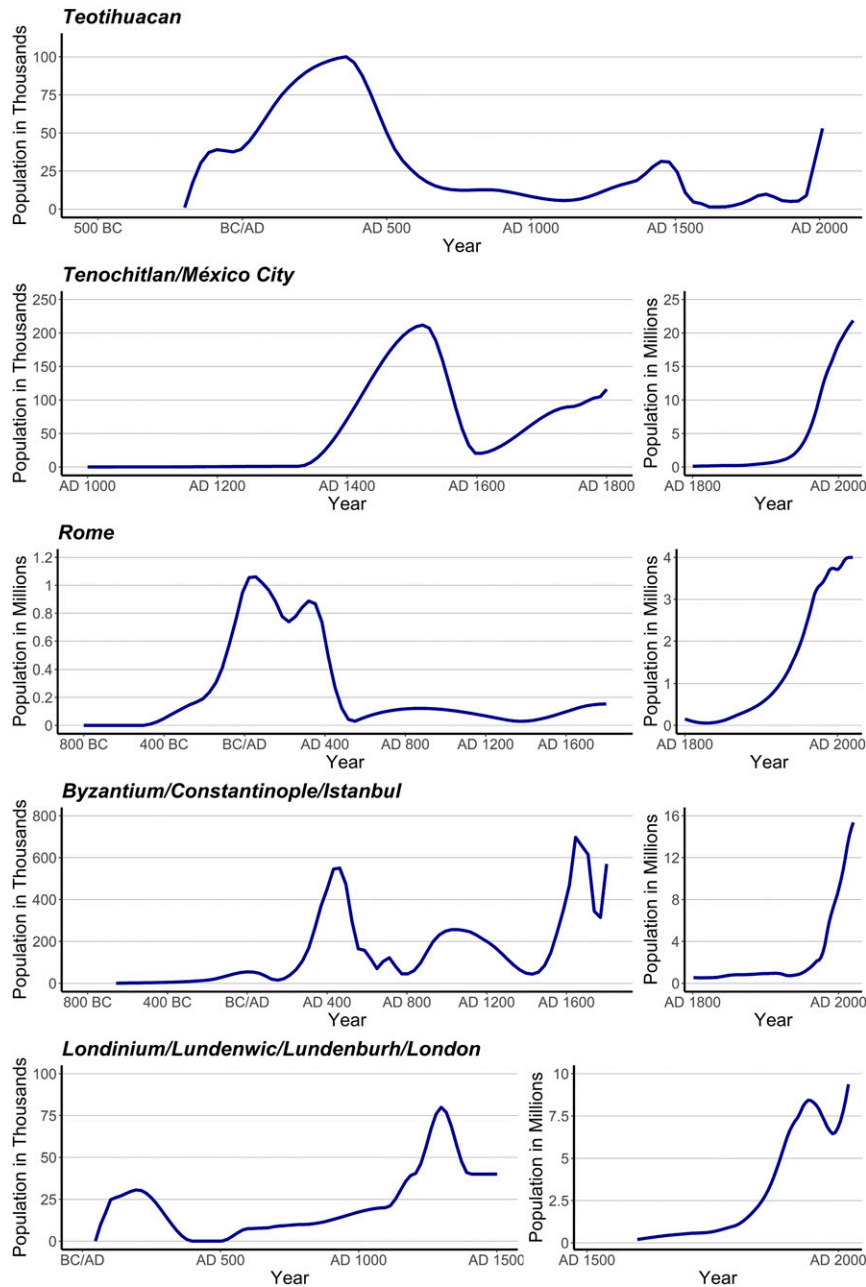 Teotihuacan
Population in Thousands
100
75
50
25
0
500 BC BC/AD AD 500 AD 1000 AD 1500 AD 2000
Year
Tenochitlan/México City
Population in Thousands
250
200
150
100
50
0
AD 1000 AD 1200 AD 1400 AD 1600 AD 1800
Year
Population in Millions
25
20
15
10
5
0
AD 1800 AD 2000
Year
Rome
Population in Millions
1.2
1
0.8
0.6
0.4
0.2
0
800 BC 400 BC BC/AD AD 400 AD 800 AD 1200 AD 1600
Year
Population in Millions
4
3
2
1
0
AD 1800 AD 2000
Year
Byzantium/Constantinople/Istanbul
Population in Thousands
800
600
400
200
0
800 BC 400 BC BC/AD AD 400 AD 800 AD 1200 AD 1600
Year
Population in Millions
16
12
8
4
0
AD 1800 AD 2000
Year
Londinium/Lundenwic/Lundenburh/London
Population in Thousands
100
75
50
25
0
BC/AD AD 500 AD 1000 AD 1500
Year
Population in Millions
10
7.5
5
2.5
0
AD 1500 AD 2000
Year